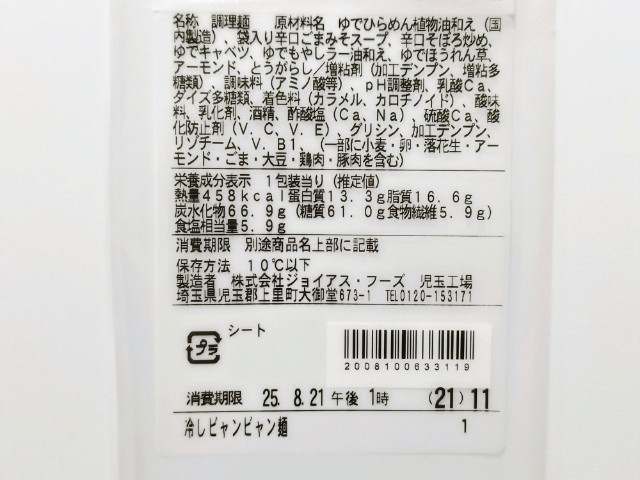 名称 調理麺　原材料名 ゆでひらめん植物油和え（国
内製造）、袋入り辛口ごまみそスープ、辛口そぼろ炒め、
ゆでキャベツ、ゆでもやしラー油和え、ゆでほうれん草、
アーモンド、とうがらし／増粘剤（加工デンプン、増粘多
糖類）、調味料（アミノ酸等）、pH調整剤、乳酸Ca、
ダイズ多糖類、着色料（カラメル、カロチノイド）、酸味
料、乳化剤、酒精、酢酸塩（Ca、Na）、硫酸Ca、酸
化防止剤（V.C、V.E）、グリシン、加工デンプン、
リゾチーム、V.B1、（一部に小麦・卵・落花生・アー
モンド・ごま・大豆・鶏肉・豚肉を含む）
栄養成分表示 1包装当り（推定値）
熱量458kcal蛋白質13.3g脂質16.6g
炭水化物66.9g（糖質61.0g食物繊維5.9g）
食塩相当量5.9g
消費期限 別途商品名上部に記載
保存方法 10℃以下
製造者 株式会社ジョイアス・フーズ 児玉工場
埼玉県児玉郡上里町大御堂673-1 TEL0120-153171
プラ シート
2008100633119
消費期限 25.8.21午後1時 (21)11
冷しビャンビャン麺 1